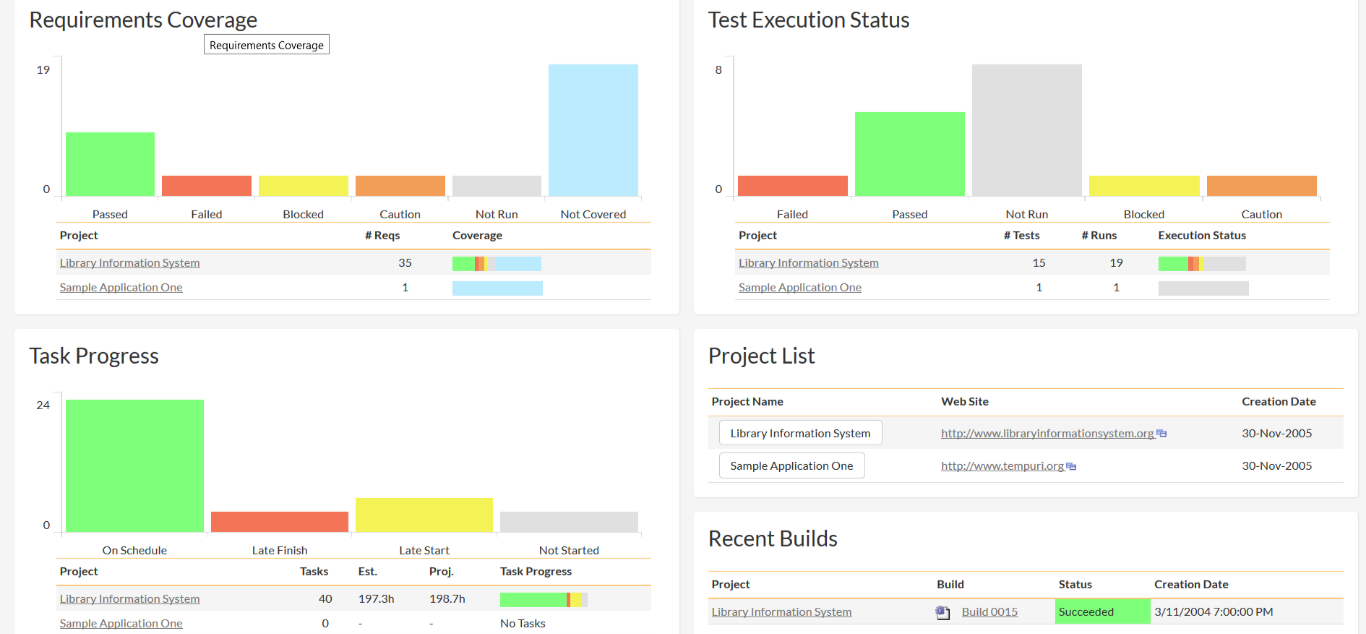 Requirements Coverage
Requirements Coverage
19
0
Passed Failed Blocked Caution Not Run Not Covered
Project # Reqs Coverage
Library Information System 35
Sample Application One 1
Test Execution Status
8
0
Failed Passed Not Run Blocked Caution
Project # Tests # Runs Execution Status
Library Information System 15 19
Sample Application One 1 1
Task Progress
24
0
On Schedule Late Finish Late Start Not Started
Project Tasks Est. Proj. Task Progress
Library Information System 40 197.3h 198.7h
Sample Application One 0 - - No Tasks
Project List
Project Name Web Site Creation Date
Library Information System http://www.libraryinformationsystem.org 30-Nov-2005
Sample Application One http://www.tempuri.org 30-Nov-2005
Recent Builds
Project Build Status Creation Date
Library Information System Build 0015 Succeeded 3/11/2004 7:00:00 PM